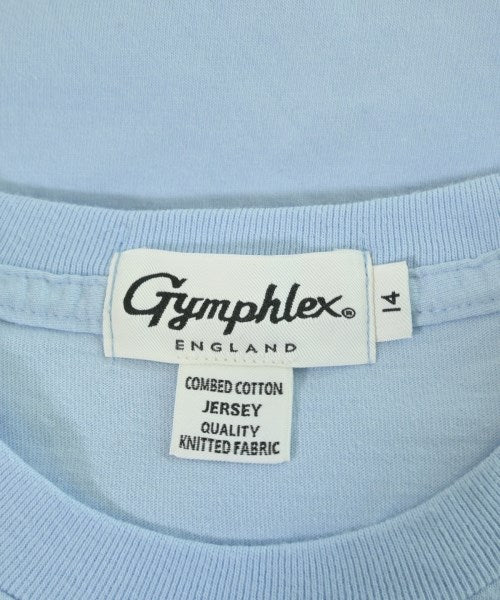 Gymphlex®
ENGLAND
14
COMBED COTTON
JERSEY
QUALITY
KNITTED FABRIC